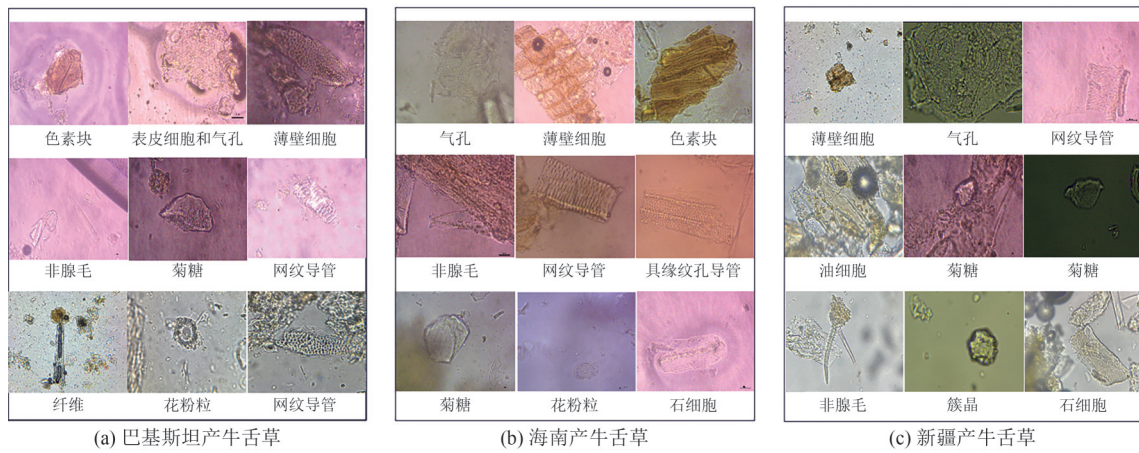 色素块 表皮细胞和气孔 薄壁细胞
非腺毛 菊糖 网纹导管
纤维 花粉粒 网纹导管
(a) 巴基斯坦产牛舌草
气孔 薄壁细胞 色素块
非腺毛 网纹导管 具缘纹孔导管
菊糖 花粉粒 石细胞
(b) 海南产牛舌草
薄壁细胞 气孔 网纹导管
油细胞 菊糖 菊糖
非腺毛 簇晶 石细胞
(c) 新疆产牛舌草